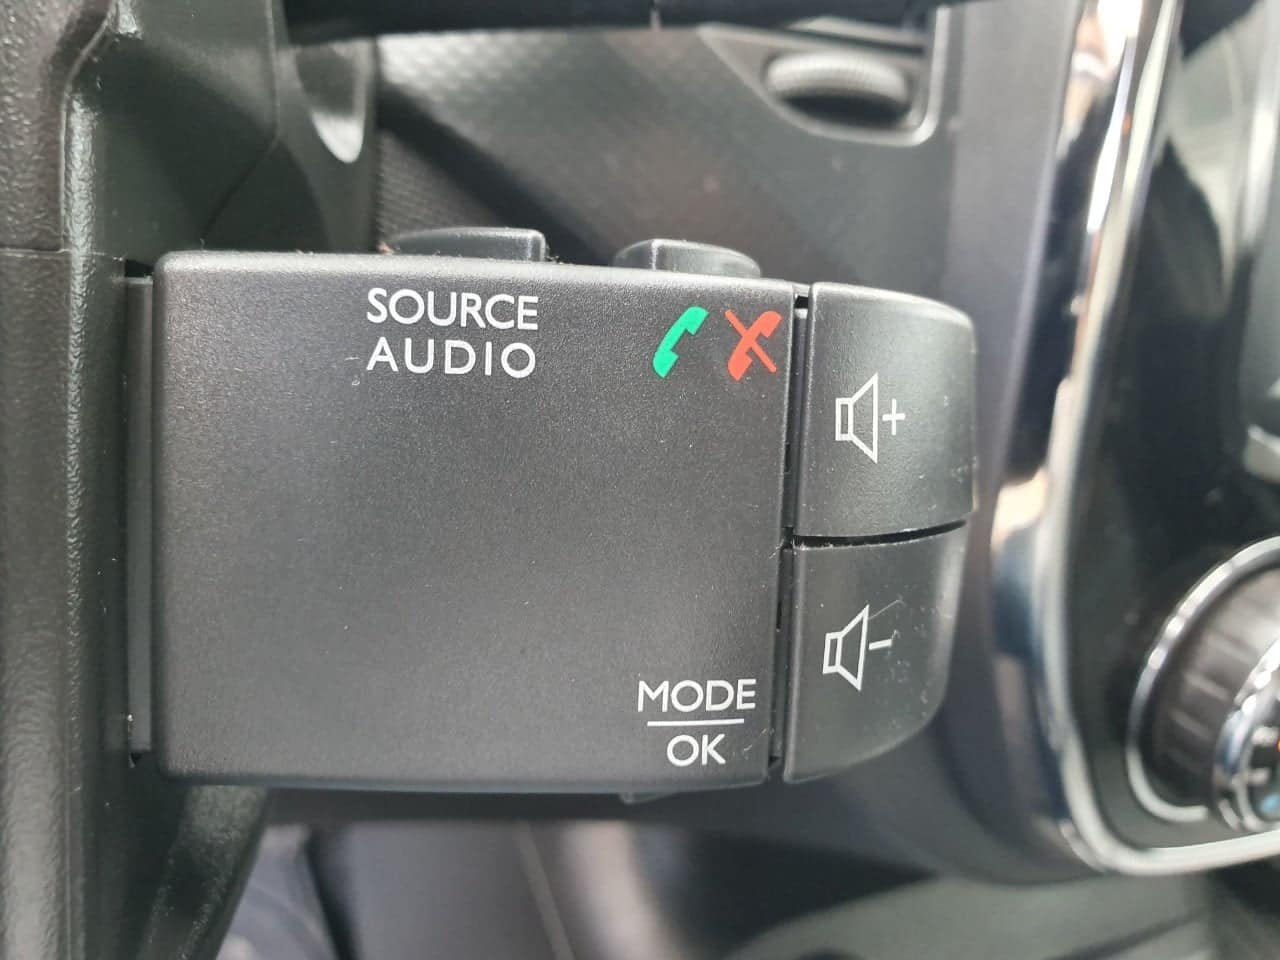 SOURCE
AUDIO
+
-
MODE
OK